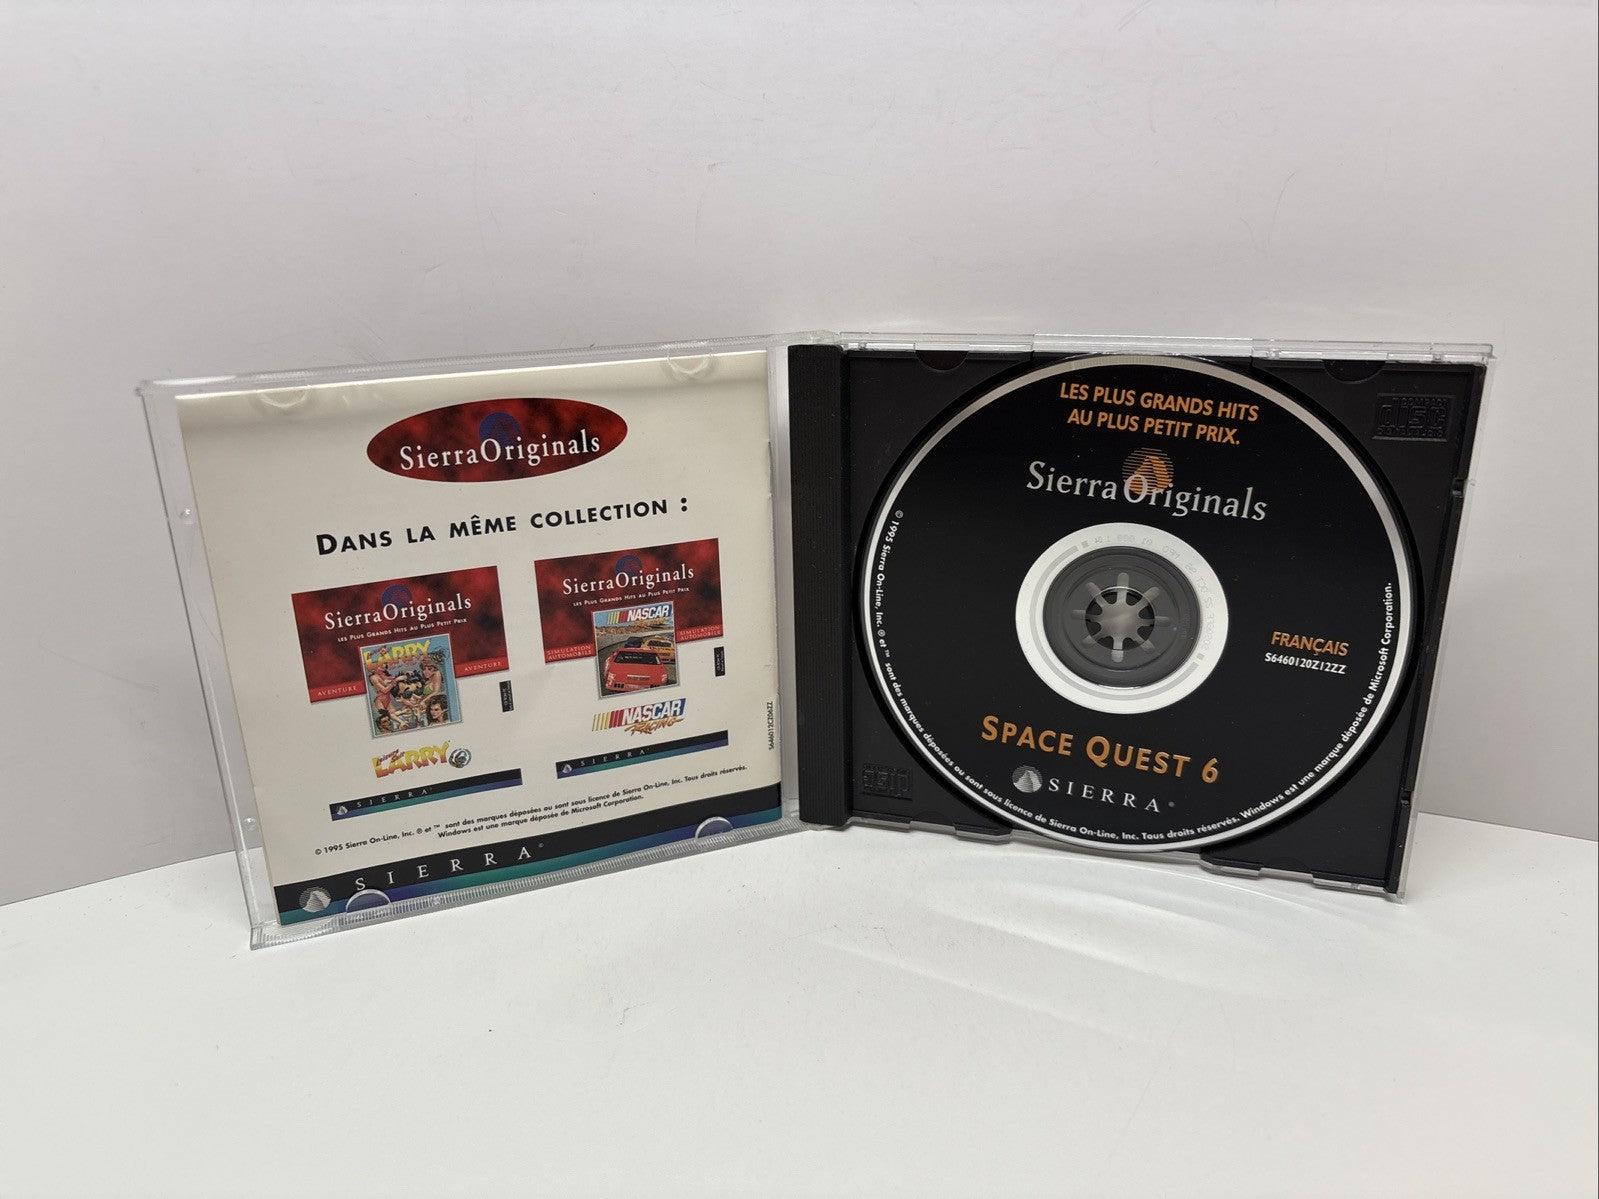 SierraOriginals
DANS LA MÊME COLLECTION :
SierraOriginals
LES PLUS GRANDS HITS AU PLUS PETIT PRIX
LARRY
AVENTURE
AVENTURE
LARRY
SIERRA
SierraOriginals
LES PLUS GRANDS HITS AU PLUS PETIT PRIX
NASCAR
SIMULATION
AUTOMOBILE
SIMULATION
AUTOMOBILE
NASCAR
RACING
SIERRA
© 1995 Sierra On-Line, Inc. ® et ™ sont des marques déposées ou sont sous licence de Sierra On-Line, Inc. Tous droits réservés.
Windows est une marque déposée de Microsoft Corporation.
SIERRA®
LES PLUS GRANDS HITS
AU PLUS PETIT PRIX.
SierraOriginals
FRANÇAIS
S6460120Z12ZZ
SPACE QUEST 6
SIERRA®
© 1995 Sierra On-Line, Inc. ® et ™ sont des marques déposées ou sont sous licence de Sierra On-Line, Inc. Tous droits réservés. Windows est une marque déposée de Microsoft Corporation.
COMPACT
disc